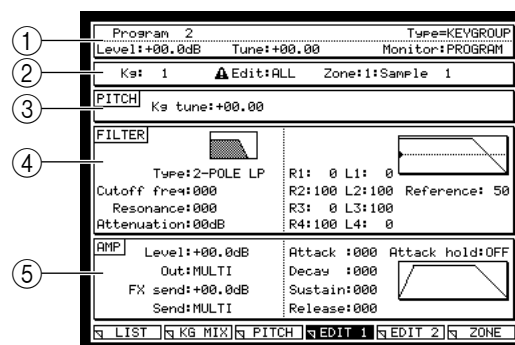 ① Program 2 Type=KEYGROUP
Level:+00.0dB Tune:+00.00 Monitor:PROGRAM
② Kg: 1 Edit:ALL Zone:1:Sample 1
③ PITCH Kg tune:+00.00
④ FILTER
Type:2-POLE LP R1: 0 L1: 0
Cutoff freq:000 R2:100 L2:100 Reference: 50
Resonance:000 R3: 0 L3:100
Attenuation:00dB R4:100 L4: 0
⑤ AMP Level:+00.0dB Attack :000 Attack hold:OFF
Out:MULTI Decay :000
FX send:+00.0dB Sustain:000
Send:MULTI Release:000
LIST KG MIX PITCH EDIT 1 EDIT 2 ZONE